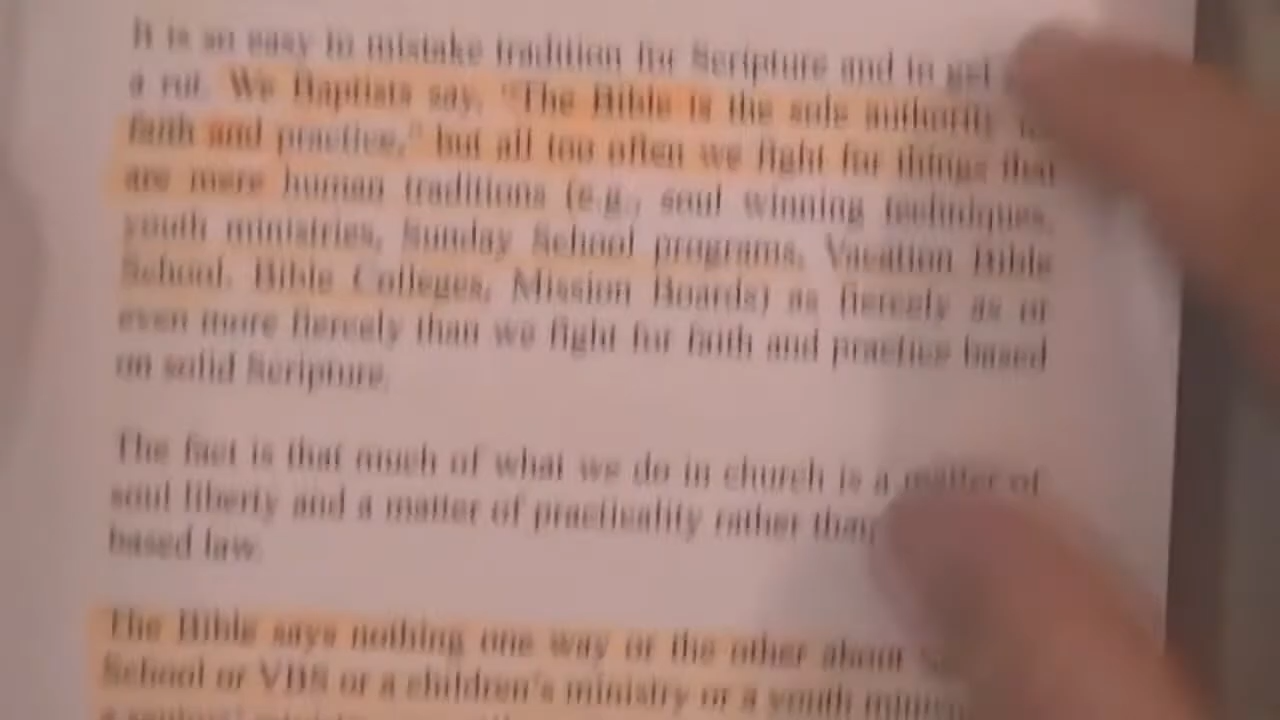 It is so easy to mistake tradition for Scripture and to get
a rut. We Baptists say, "The Bible is the sole authority
faith and practice," but all too often we fight for things that
are mere human traditions (e.g., soul winning techniques,
youth ministries, Sunday School programs, Vacation Bible
School, Bible Colleges, Mission Boards) as fiercely as or
even more fiercely than we fight for faith and practice based
on solid Scripture.
The fact is that much of what we do in church is a matter of
soul liberty and a matter of practicality rather than
based law.
The Bible says nothing one way or the other about
School or VBS or a children's ministry or a youth